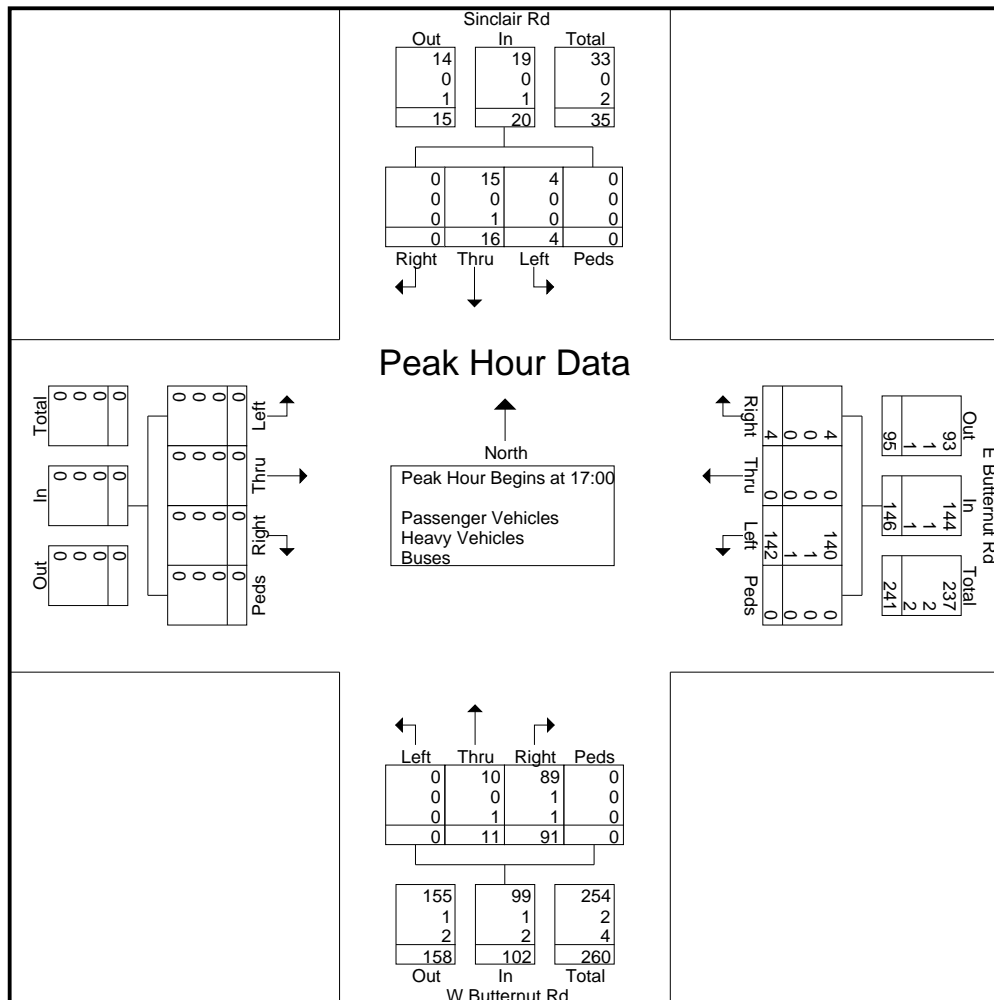 Sinclair Rd
Out In Total
14 19 33
0 0 0
1 1 2
15 20 35
0 15 4 0
0 0 0 0
0 1 0 0
0 16 4 0
Right Thru Left Peds
Peak Hour Data
North
Peak Hour Begins at 17:00
Passenger Vehicles
Heavy Vehicles
Buses
Total In Out
0 0 0
0 0 0
0 0 0
0 0 0
0 0 0 0
0 0 0 0
0 0 0 0
0 0 0 0
Left Thru Right Peds
E Butternut Rd
Out In Total
93 144 237
1 1 2
1 1 2
95 146 241
4 0 140 0
0 0 1 0
0 0 1 0
4 0 142 0
Right Thru Left Peds
Left Thru Right Peds
0 10 89 0
0 0 1 0
0 1 1 0
0 11 91 0
155 99 254
1 1 2
2 2 4
158 102 260
Out In Total
W Butternut Rd